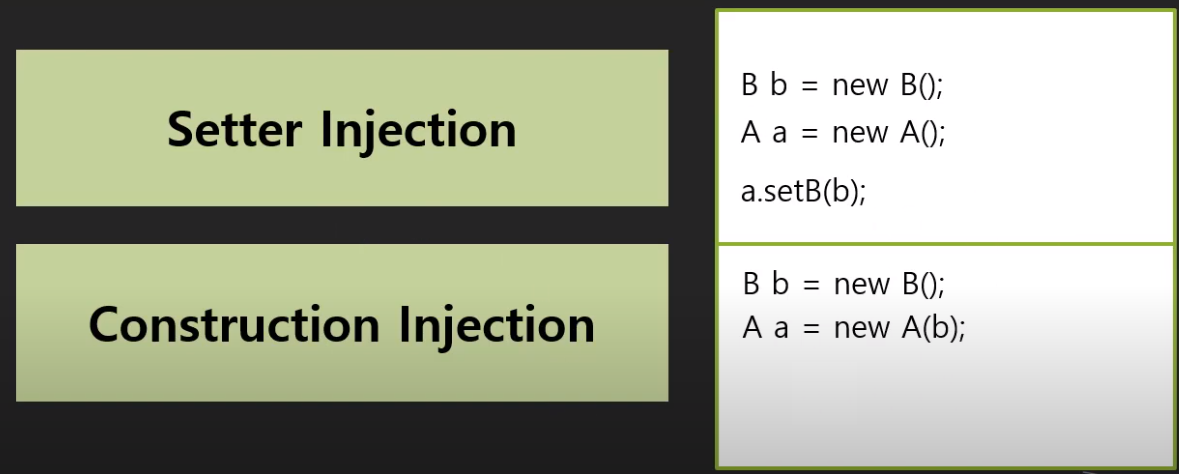 Setter Injection
B b = new B();
A a = new A();
a.setB(b);
Construction Injection
B b = new B();
A a = new A(b);